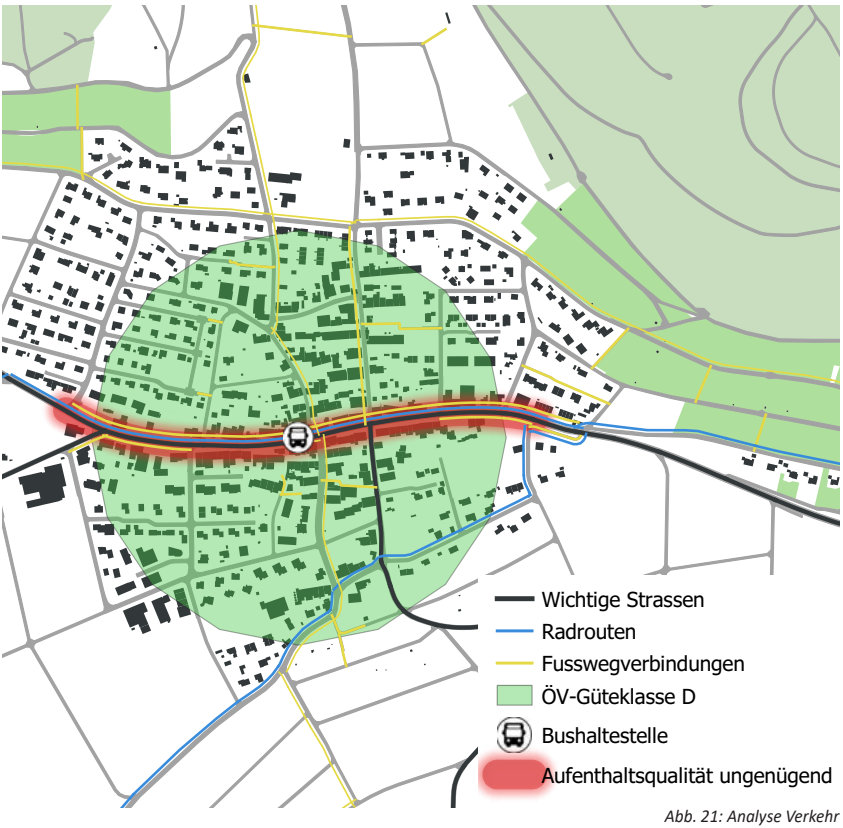 Wichtige Strassen
Radrouten
Fusswegverbindungen
ÖV-Güteklasse D
Bushaltestelle
Aufenthaltsqualität ungenügend
Abb. 21: Analyse Verkehr